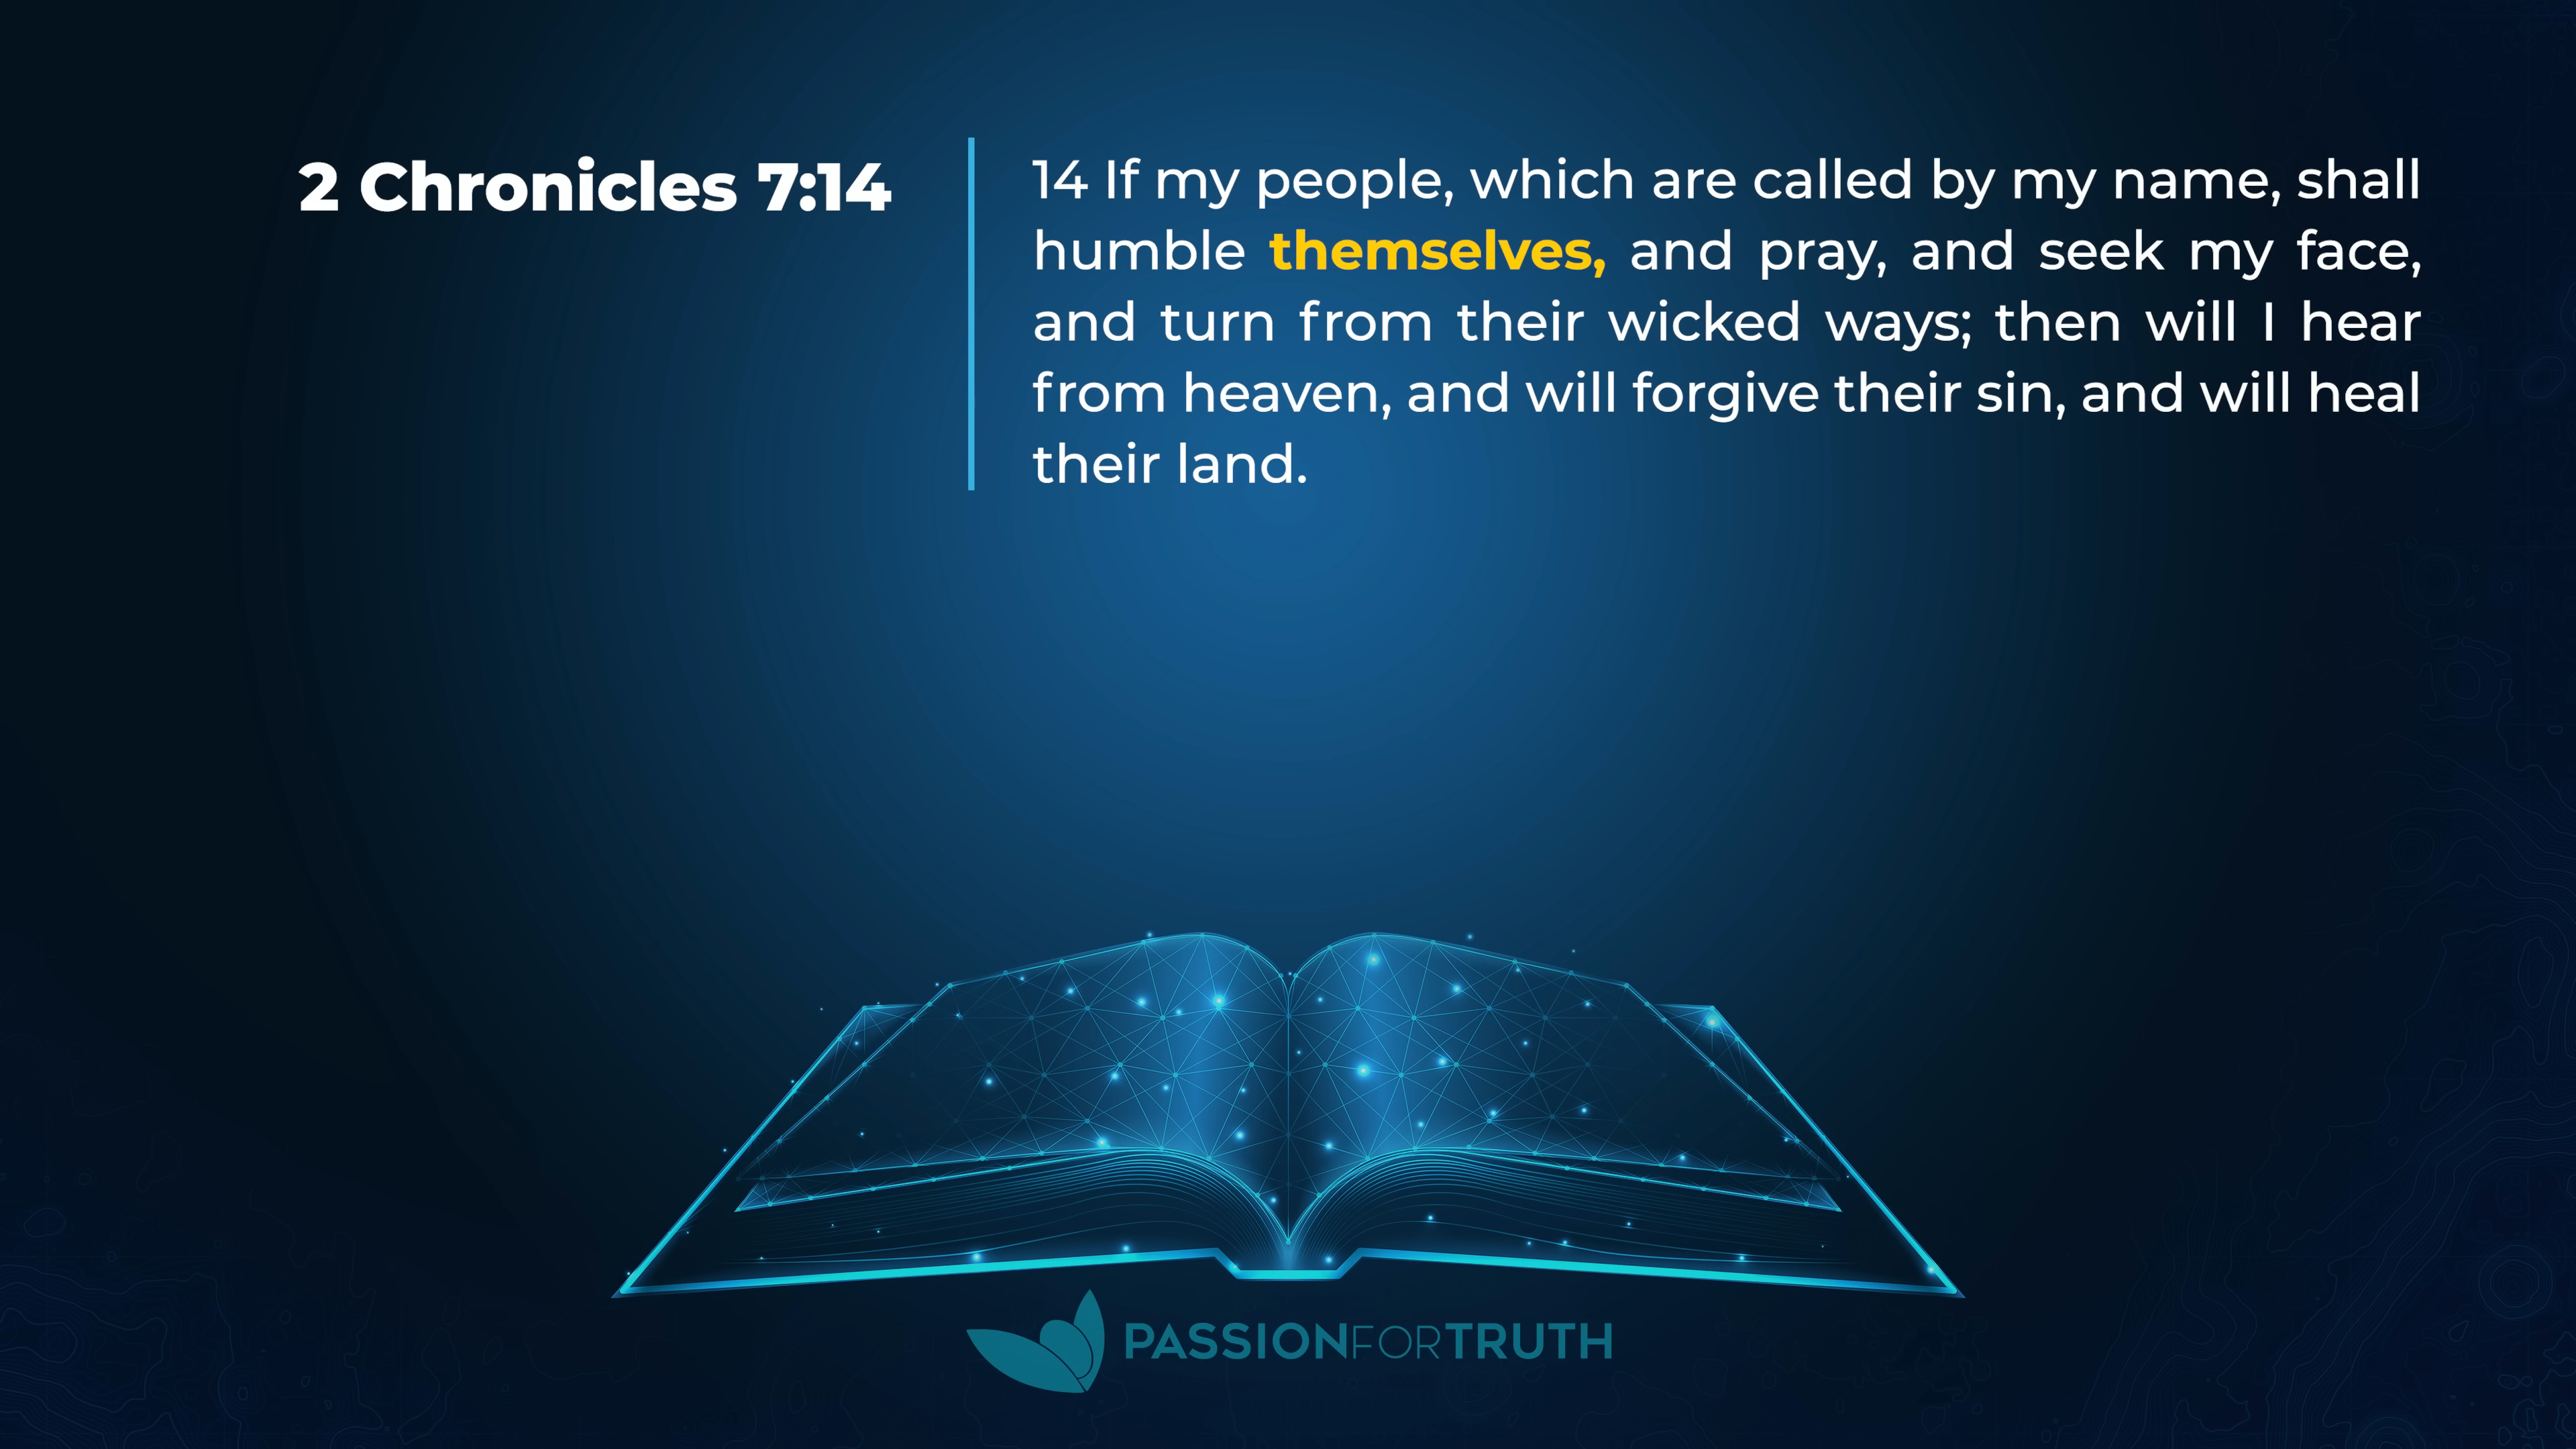 2 Chronicles 7:14
14 If my people, which are called by my name, shall
humble themselves, and pray, and seek my face,
and turn from their wicked ways; then will I hear
from heaven, and will forgive their sin, and will heal
their land.
PASSIONFORTRUTH